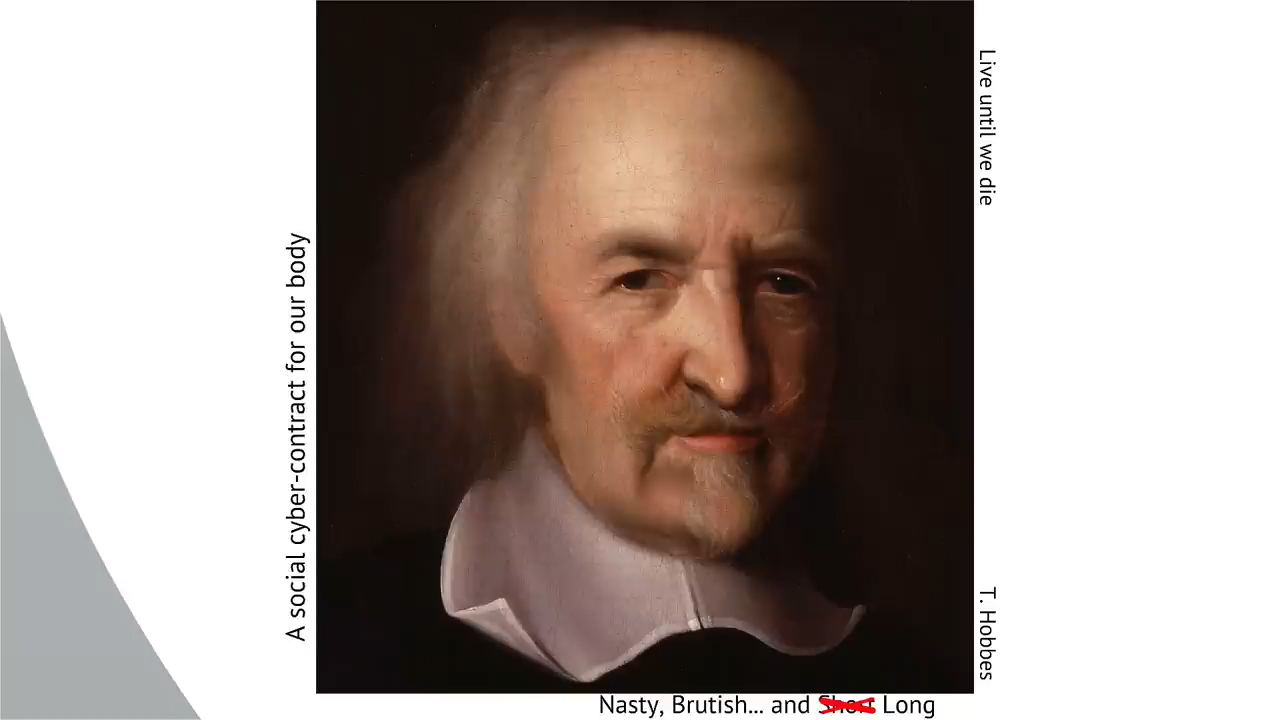 A social cyber-contract for our body
Live until we die
T. Hobbes
Nasty, Brutish... and Short Long